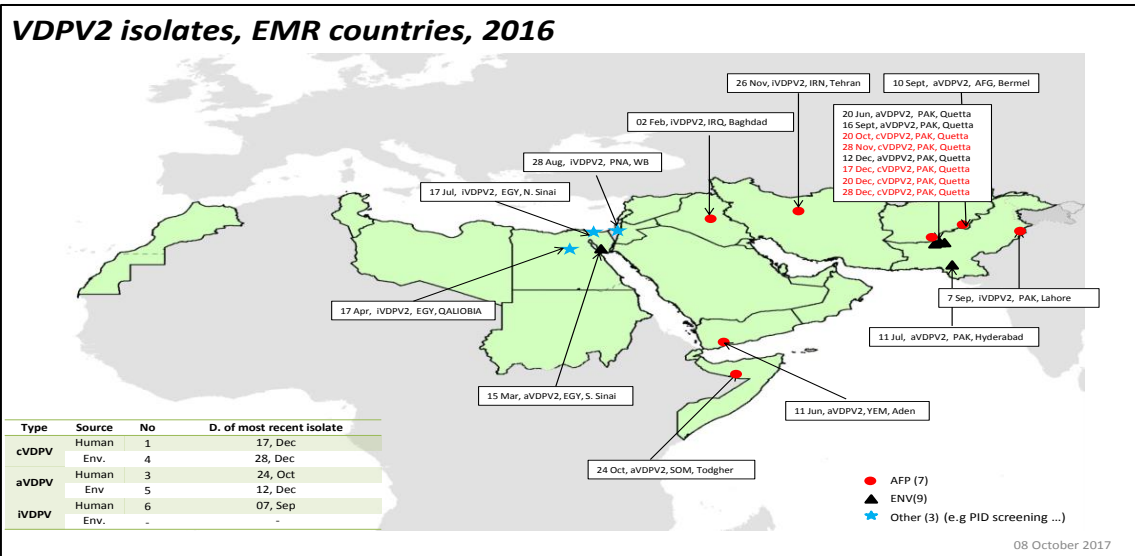 VDPV2 isolates, EMR countries, 2016
26 Nov, iVDPV2, IRN, Tehran
10 Sept, aVDPV2, AFG, Bermel
02 Feb, iVDPV2, IRQ, Baghdad
20 Jun, aVDPV2, PAK, Quetta
16 Sept, aVDPV2, PAK, Quetta
20 Oct, cVDPV2, PAK, Quetta
28 Nov, cVDPV2, PAK, Quetta
12 Dec, aVDPV2, PAK, Quetta
17 Dec, cVDPV2, PAK, Quetta
20 Dec, cVDPV2, PAK, Quetta
28 Dec, cVDPV2, PAK, Quetta
28 Aug, iVDPV2, PNA, WB
17 Jul, iVDPV2, EGY, N. Sinai
17 Apr, iVDPV2, EGY, QALIOBIA
7 Sep, iVDPV2, PAK, Lahore
11 Jul, aVDPV2, PAK, Hyderabad
15 Mar, aVDPV2, EGY, S. Sinai
11 Jun, aVDPV2, YEM, Aden
24 Oct, aVDPV2, SOM, Todgher
Type Source No D. of most recent isolate
cVDPV Human 1 17, Dec
Env. 4 28, Dec
aVDPV Human 3 24, Oct
Env 5 12, Dec
iVDPV Human 6 07, Sep
Env. - -
AFP (7)
ENV(9)
Other (3) (e.g PID screening ...)
08 October 2017